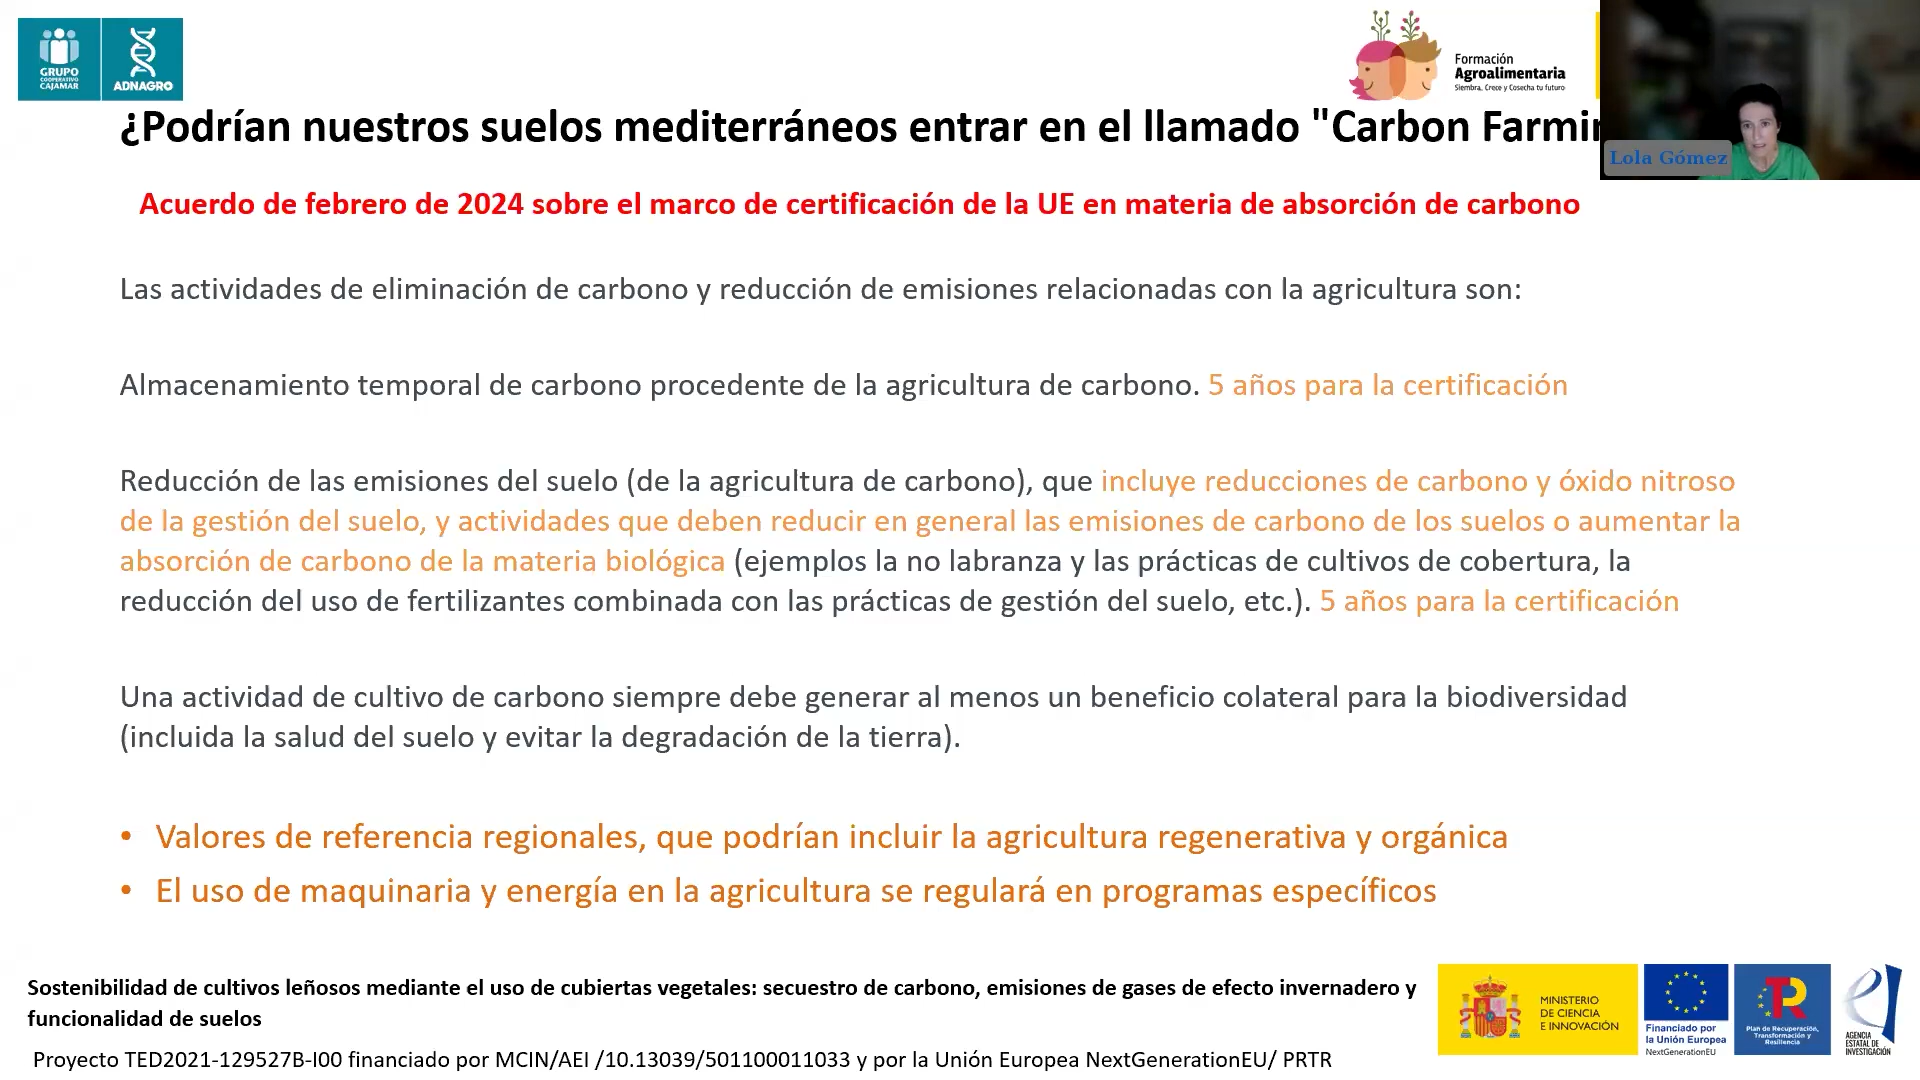 GRUPO
COOPERATIVO
CAJAMAR
ADNAGRO
Formación
Agroalimentaria
Siembra, Crece y Cosecha tu futuro
Lola Gómez
¿Podrían nuestros suelos mediterráneos entrar en el llamado "Carbon Farmin
Acuerdo de febrero de 2024 sobre el marco de certificación de la UE en materia de absorción de carbono
Las actividades de eliminación de carbono y reducción de emisiones relacionadas con la agricultura son:
Almacenamiento temporal de carbono procedente de la agricultura de carbono. 5 años para la certificación
Reducción de las emisiones del suelo (de la agricultura de carbono), que incluye reducciones de carbono y óxido nitroso
de la gestión del suelo, y actividades que deben reducir en general las emisiones de carbono de los suelos o aumentar la
absorción de carbono de la materia biológica (ejemplos la no labranza y las prácticas de cultivos de cobertura, la
reducción del uso de fertilizantes combinada con las prácticas de gestión del suelo, etc.). 5 años para la certificación
Una actividad de cultivo de carbono siempre debe generar al menos un beneficio colateral para la biodiversidad
(incluida la salud del suelo y evitar la degradación de la tierra).
• Valores de referencia regionales, que podrían incluir la agricultura regenerativa y orgánica
• El uso de maquinaria y energía en la agricultura se regulará en programas específicos
Sostenibilidad de cultivos leñosos mediante el uso de cubiertas vegetales: secuestro de carbono, emisiones de gases de efecto invernadero y
funcionalidad de suelos
Proyecto TED2021-129527B-I00 financiado por MCIN/AEI /10.13039/501100011033 y por la Unión Europea NextGenerationEU/ PRTR
MINISTERIO
DE CIENCIA
E INNOVACIÓN
Financiado por
la Unión Europea
NextGenerationEU
Plan de Recuperación,
Transformación y
Resiliencia
AGENCIA
ESTATAL DE
INVESTIGACIÓN